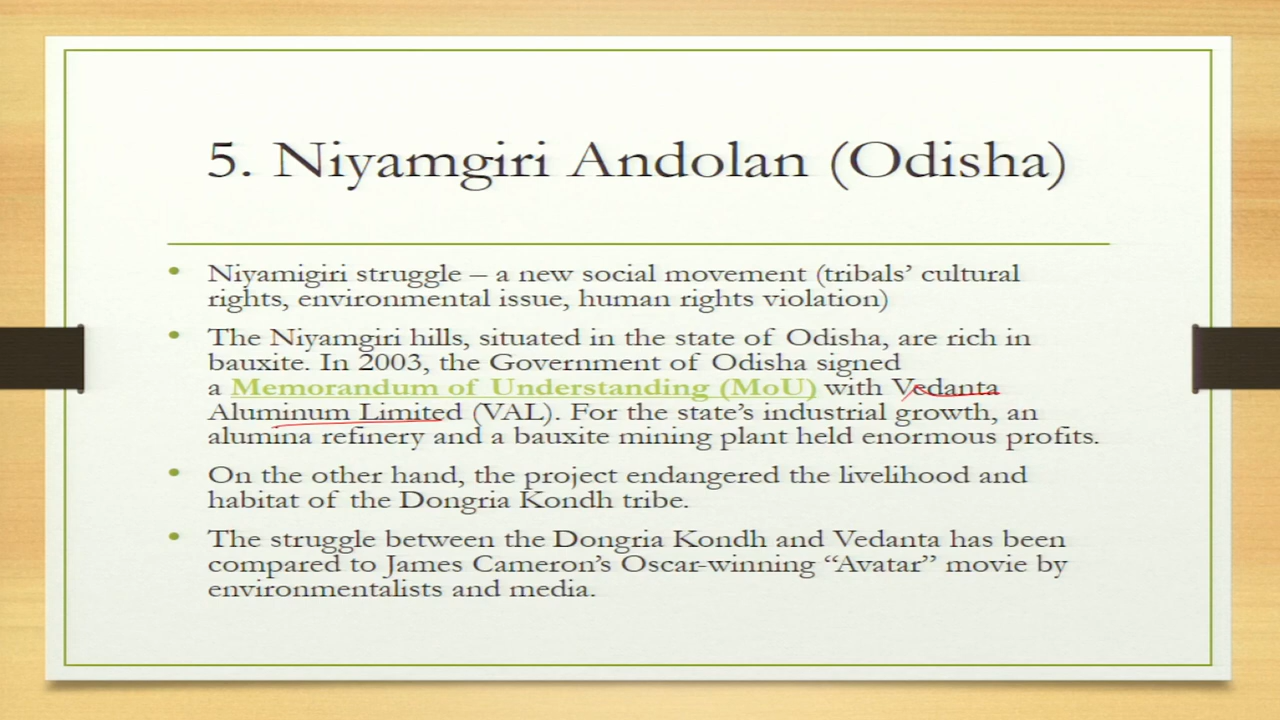 5. Niyamgiri Andolan (Odisha)
• Niyamigiri struggle – a new social movement (tribals’ cultural
rights, environmental issue, human rights violation)
• The Niyamgiri hills, situated in the state of Odisha, are rich in
bauxite. In 2003, the Government of Odisha signed
a Memorandum of Understanding (MoU) with Vedanta
Aluminum Limited (VAL). For the state’s industrial growth, an
alumina refinery and a bauxite mining plant held enormous profits.
• On the other hand, the project endangered the livelihood and
habitat of the Dongria Kondh tribe.
• The struggle between the Dongria Kondh and Vedanta has been
compared to James Cameron’s Oscar-winning “Avatar” movie by
environmentalists and media.